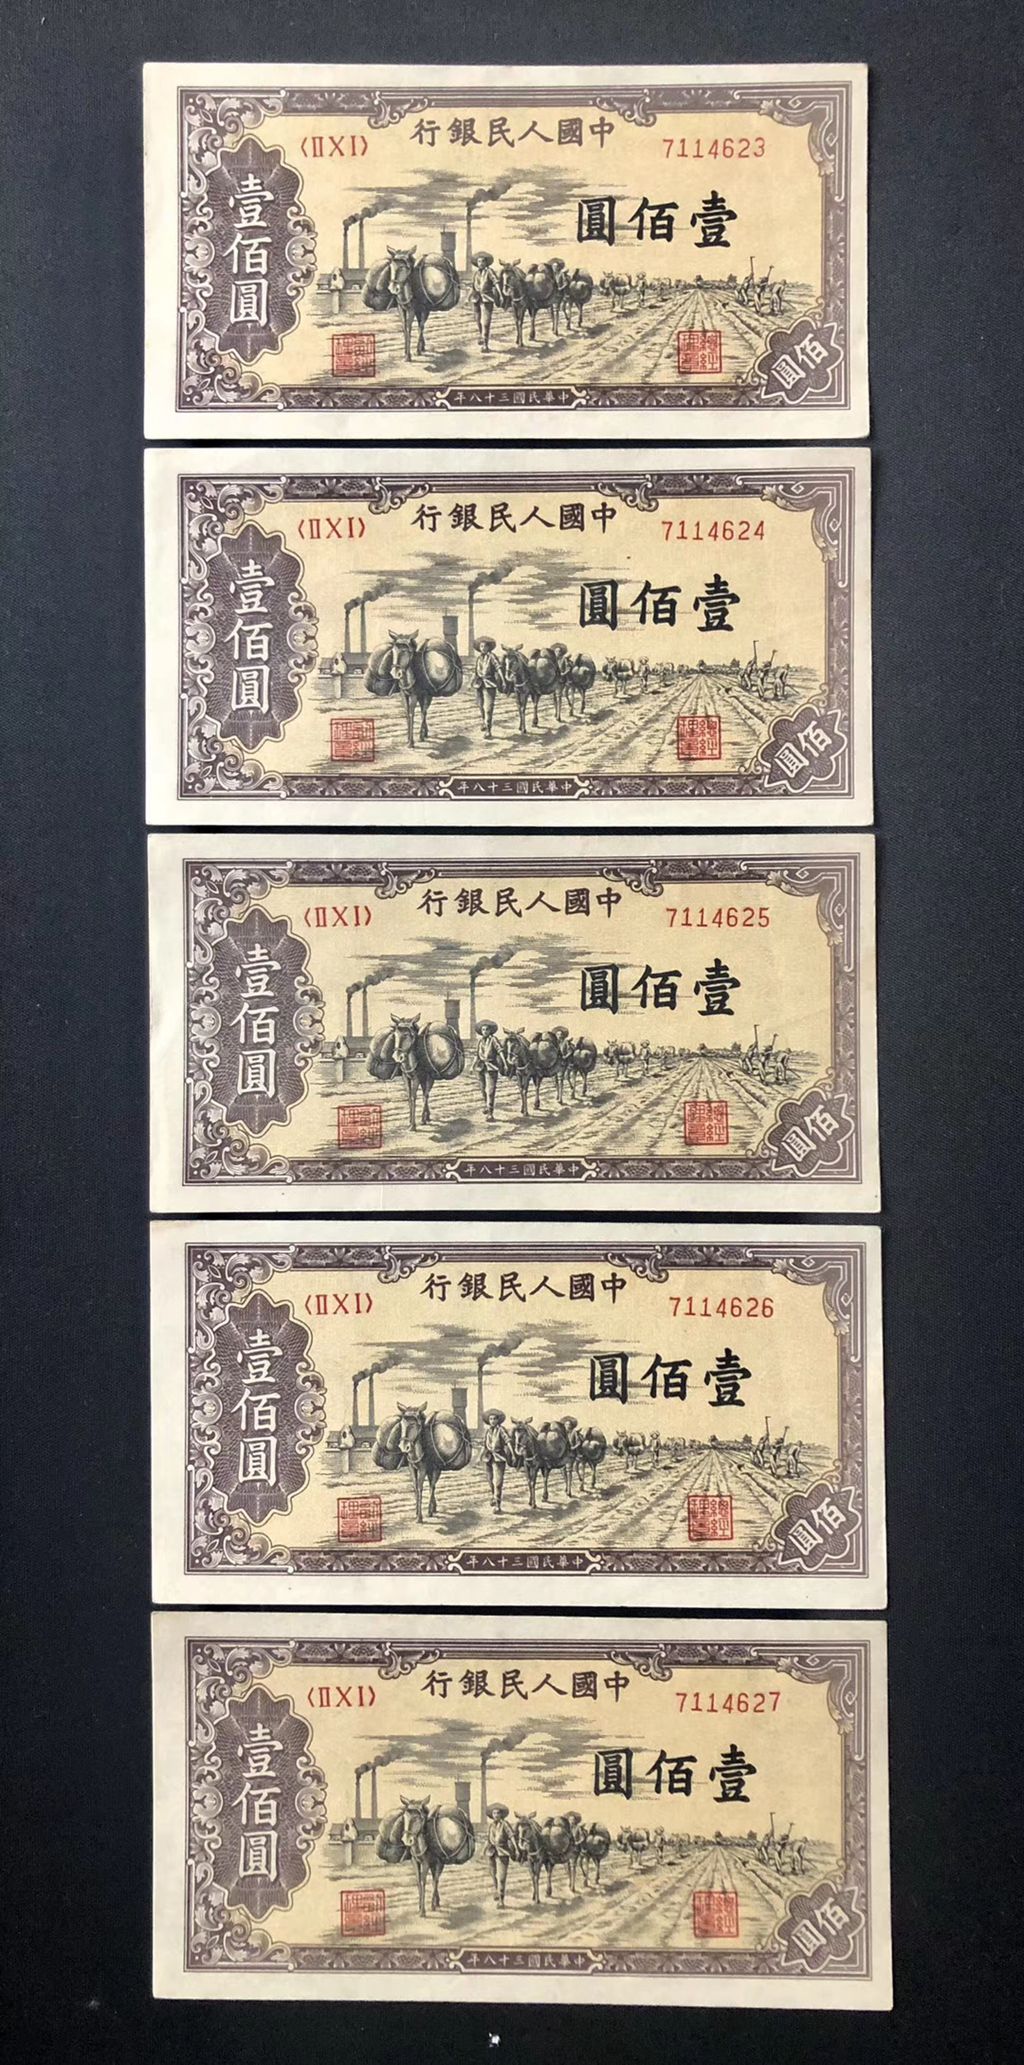 〈ⅡⅩⅠ〉 中國人民銀行 7114623
壹佰圓
壹佰圓
佰圓
中華民國三十八年
〈ⅡⅩⅠ〉 中國人民銀行 7114624
壹佰圓
壹佰圓
佰圓
中華民國三十八年
〈ⅡⅩⅠ〉 中國人民銀行 7114625
壹佰圓
壹佰圓
佰圓
中華民國三十八年
〈ⅡⅩⅠ〉 中國人民銀行 7114626
壹佰圓
壹佰圓
佰圓
中華民國三十八年
〈ⅡⅩⅠ〉 中國人民銀行 7114627
壹佰圓
壹佰圓
佰圓
中華民國三十八年